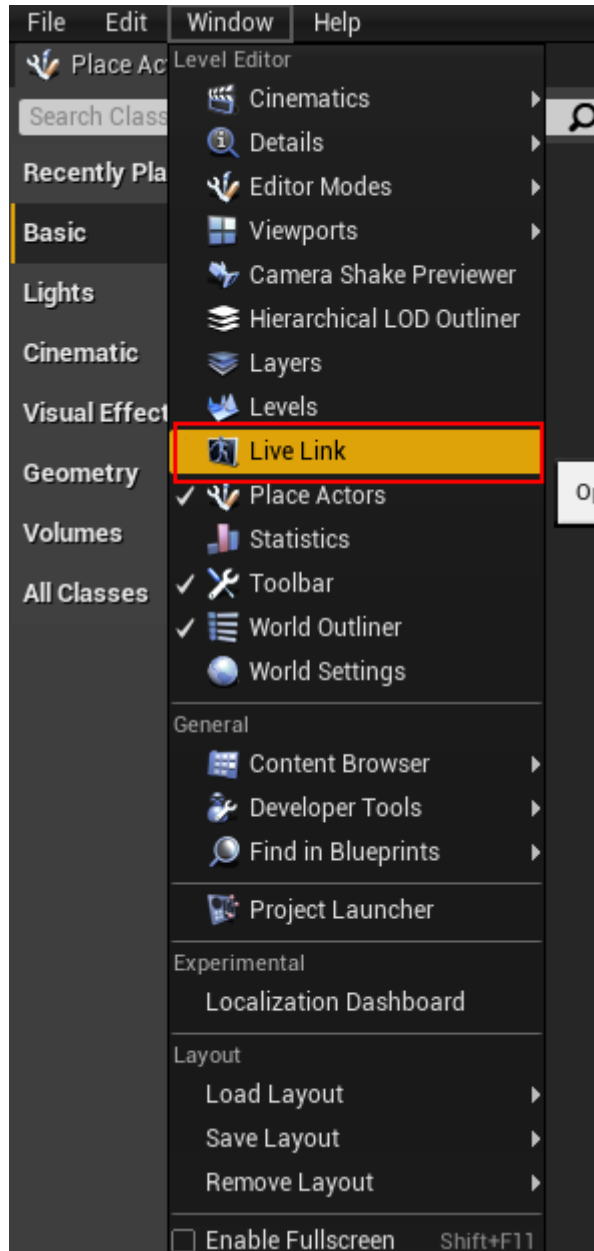 File Edit Window Help
Place Ac
Level Editor
Search Class
Cinematics
Details
Recently Pla
Editor Modes
Basic
Viewports
Camera Shake Previewer
Lights
Hierarchical LOD Outliner
Cinematic
Layers
Visual Effect
Levels
Live Link
Geometry
Place Actors
Op
Volumes
Statistics
All Classes
Toolbar
World Outliner
World Settings
General
Content Browser
Developer Tools
Find in Blueprints
Project Launcher
Experimental
Localization Dashboard
Layout
Load Layout
Save Layout
Remove Layout
Enable Fullscreen Shift+F11